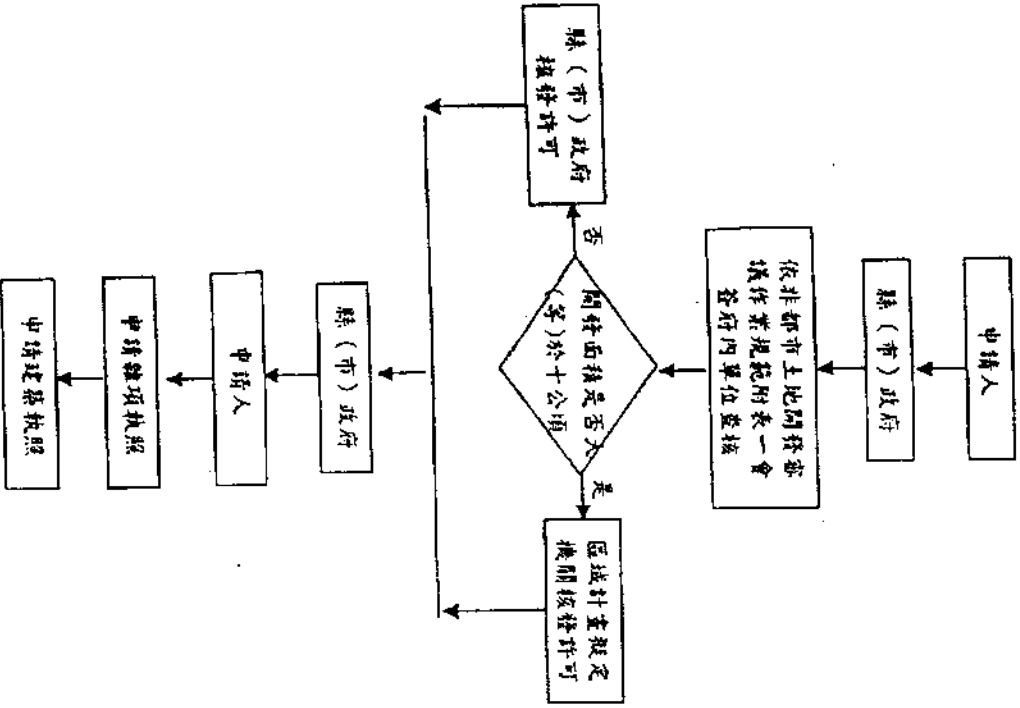 申請人
縣（市）政府
依非都市土地開發審
議作業規範附表一會
各府內單位查核
開發面積是否大
（等）於十公頃
否
是
縣（市）政府
核發許可
區域計畫擬定
機關核發許可
縣（市）政府
申請人
申請雜項執照
申請建築執照